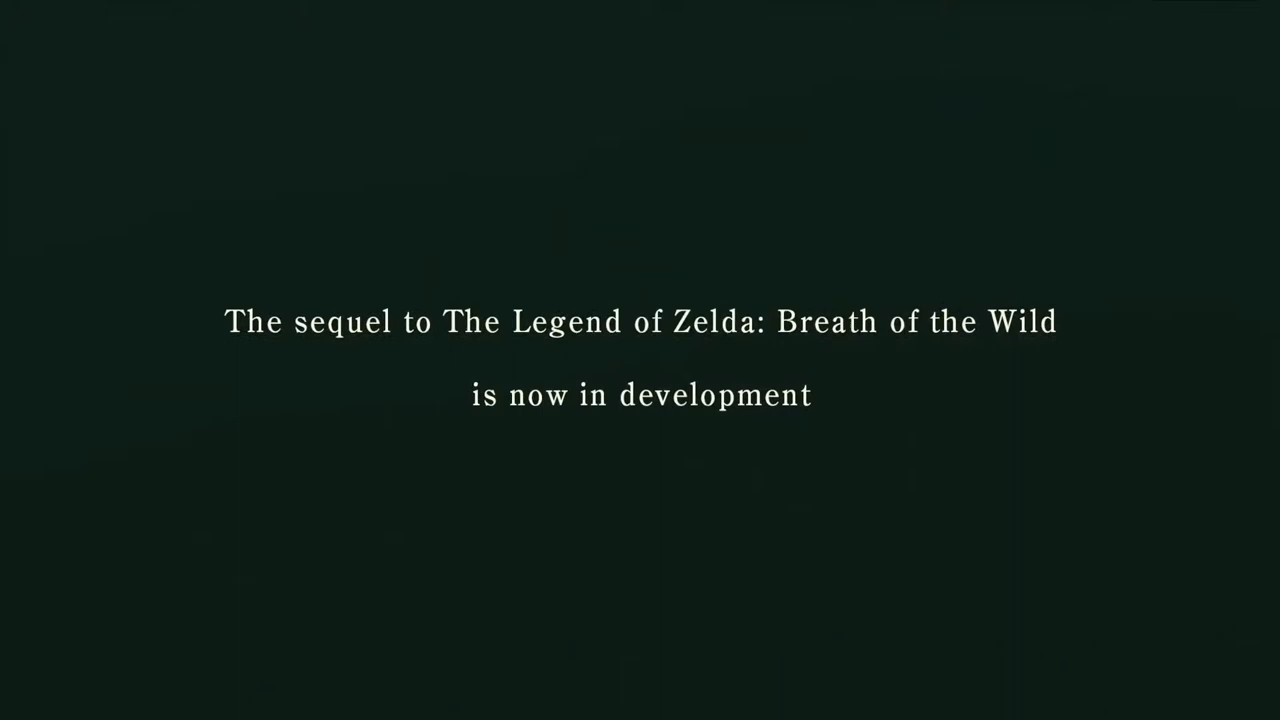 The sequel to The Legend of Zelda: Breath of the Wild
is now in development